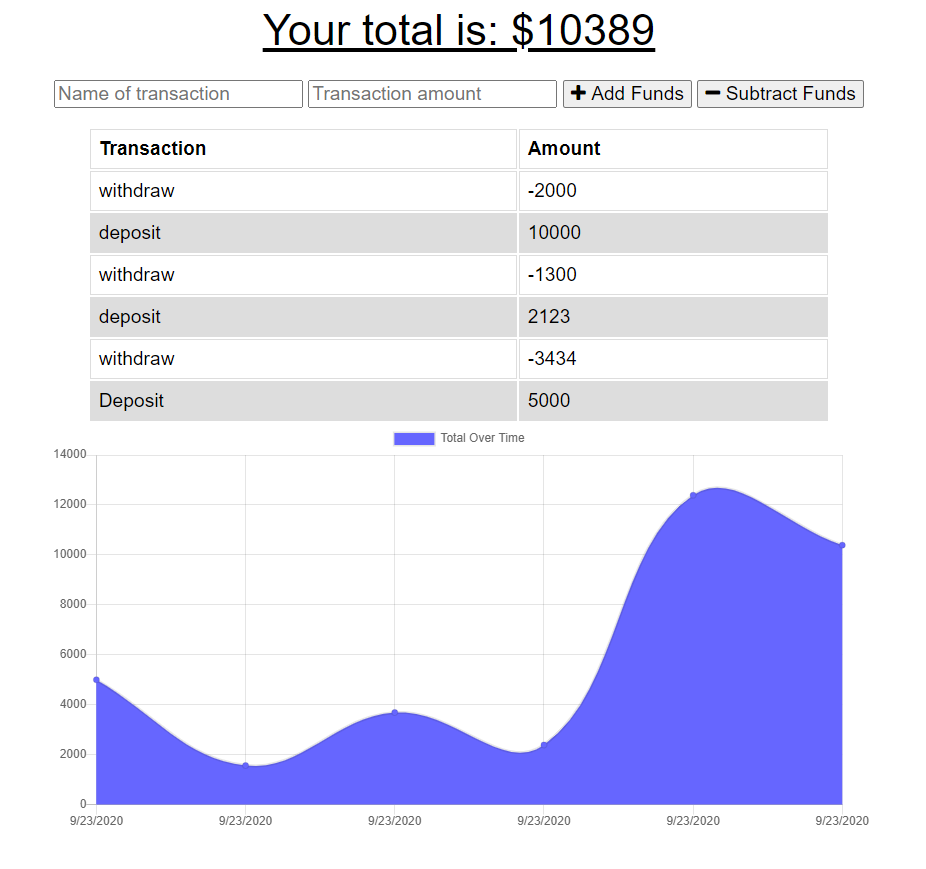 Your total is: $10389
Name of transaction Transaction amount Add Funds Subtract Funds
Transaction Amount
withdraw -2000
deposit 10000
withdraw -1300
deposit 2123
withdraw -3434
Deposit 5000
Total Over Time
14000
12000
10000
8000
6000
4000
2000
0
9/23/2020 9/23/2020 9/23/2020 9/23/2020 9/23/2020 9/23/2020